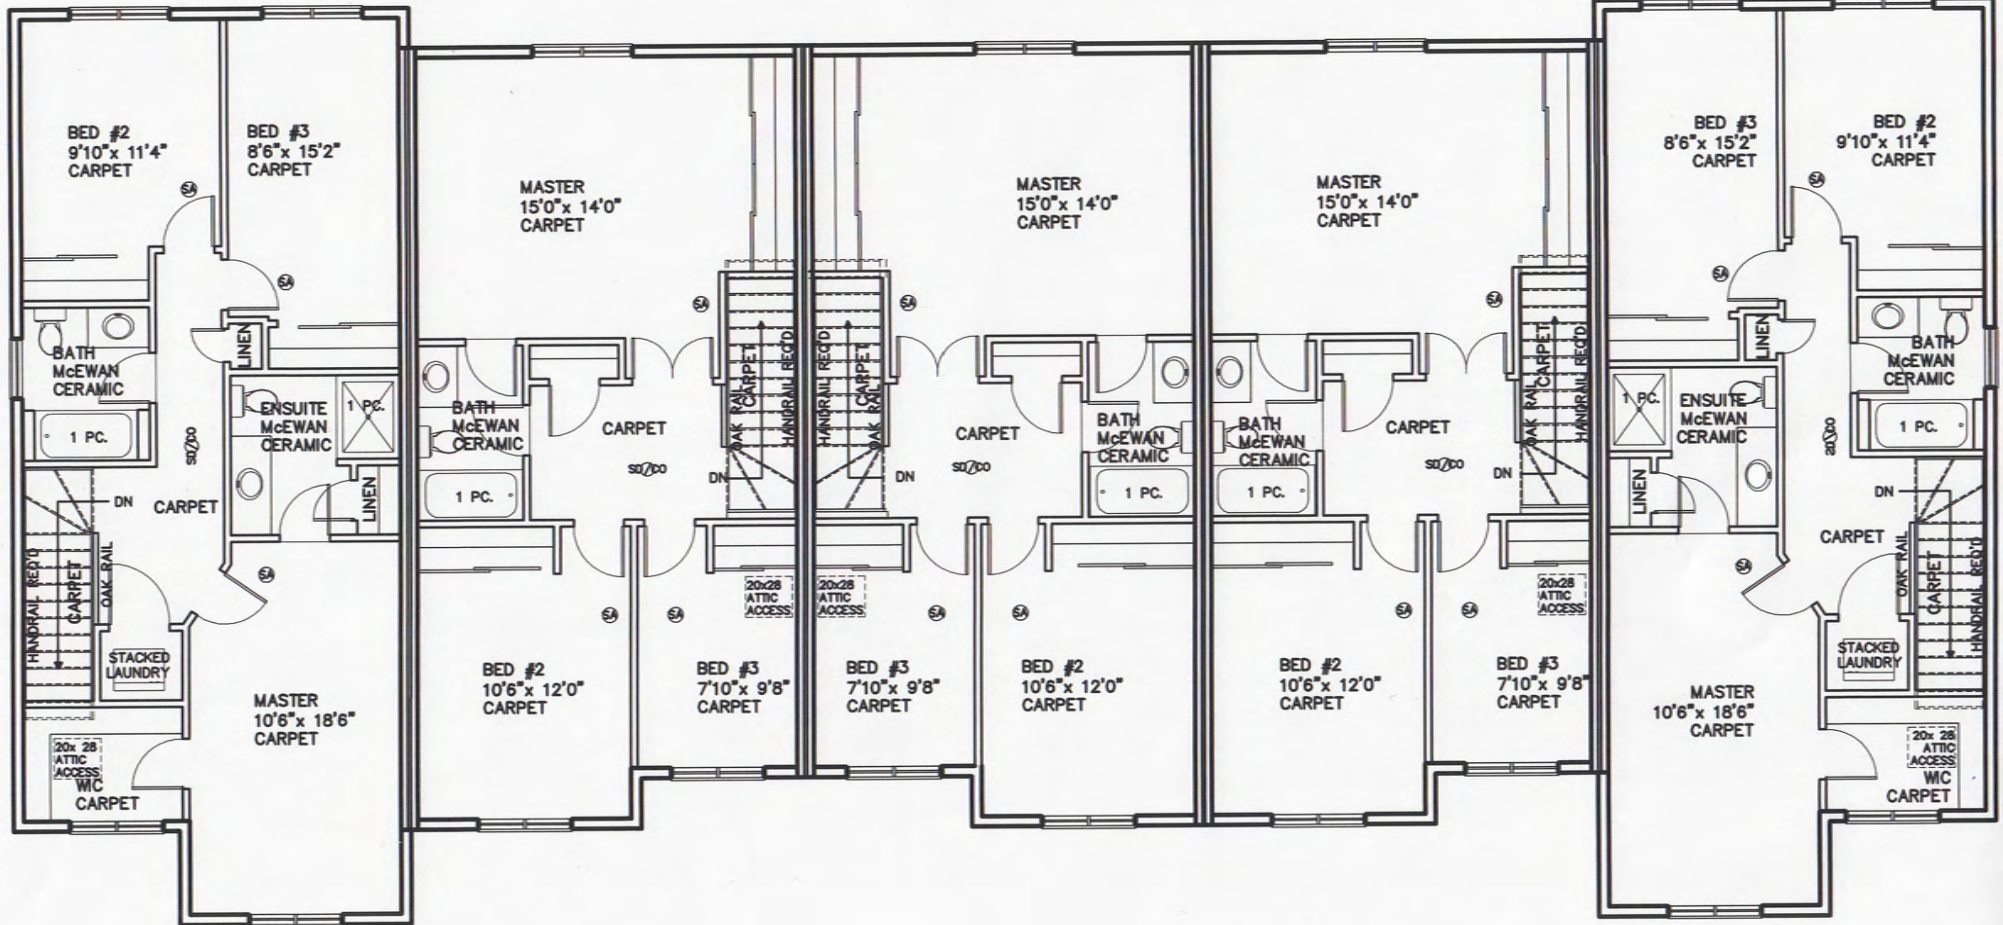 BED #2
9'10"x 11'4"
CARPET
SA
BED #3
8'6"x 15'2"
CARPET
SA
LINEN
BATH
McEWAN
CERAMIC
1 PC.
SD/CO
ENSUITE
McEWAN
CERAMIC
1 PC.
LINEN
DN
CARPET
HANDRAIL REQ'D
CARPET
OAK RAIL
SA
STACKED
LAUNDRY
MASTER
10'6"x 18'6"
CARPET
20x 28
ATTIC
ACCESS
WIC
CARPET
MASTER
15'0"x 14'0"
CARPET
SA
BATH
McEWAN
CERAMIC
1 PC.
CARPET
SD/CO
OAK RAIL
CARPET
HANDRAIL REQ'D
DN
SA
BED #2
10'6"x 12'0"
CARPET
SA
20x28
ATTIC
ACCESS
BED #3
7'10"x 9'8"
CARPET
MASTER
15'0"x 14'0"
CARPET
SA
HANDRAIL REQ'D
CARPET
OAK RAIL
DN
CARPET
SD/CO
BATH
McEWAN
CERAMIC
1 PC.
20x28
ATTIC
ACCESS
SA
BED #3
7'10"x 9'8"
CARPET
SA
BED #2
10'6"x 12'0"
CARPET
MASTER
15'0"x 14'0"
CARPET
SA
BATH
McEWAN
CERAMIC
1 PC.
CARPET
SD/CO
OAK RAIL
CARPET
HANDRAIL REQ'D
DN
SA
BED #2
10'6"x 12'0"
CARPET
SA
20x28
ATTIC
ACCESS
BED #3
7'10"x 9'8"
CARPET
BED #3
8'6"x 15'2"
CARPET
SA
BED #2
9'10"x 11'4"
CARPET
SA
LINEN
BATH
McEWAN
CERAMIC
1 PC.
1 PC.
ENSUITE
McEWAN
CERAMIC
LINEN
DN
CARPET
OAK RAIL
CARPET
HANDRAIL REQ'D
SA
STACKED
LAUNDRY
MASTER
10'6"x 18'6"
CARPET
20x 28
ATTIC
ACCESS
WIC
CARPET